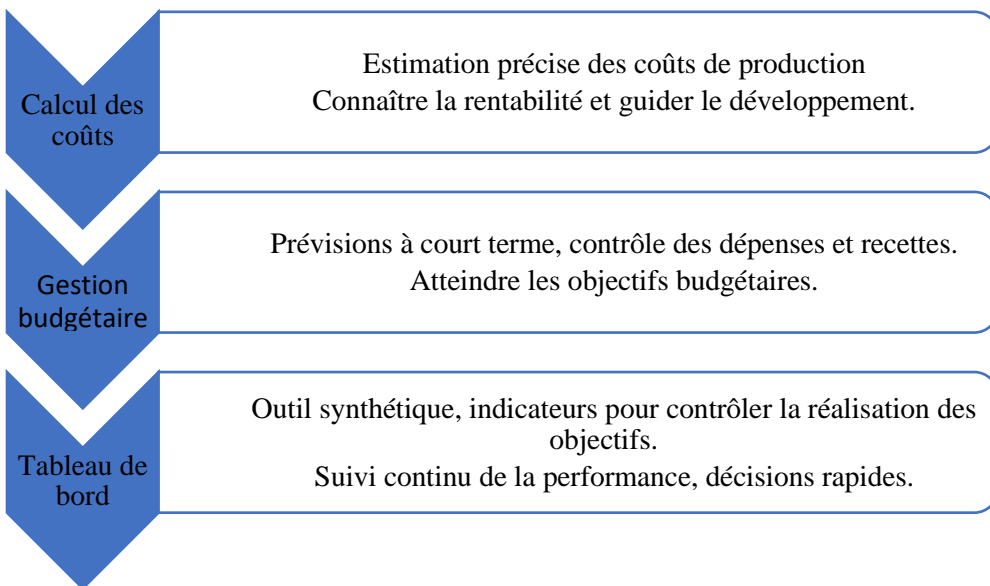 Calcul des
coûts
Estimation précise des coûts de production
Connaître la rentabilité et guider le développement.
Gestion
budgétaire
Prévisions à court terme, contrôle des dépenses et recettes.
Atteindre les objectifs budgétaires.
Tableau de
bord
Outil synthétique, indicateurs pour contrôler la réalisation des
objectifs.
Suivi continu de la performance, décisions rapides.